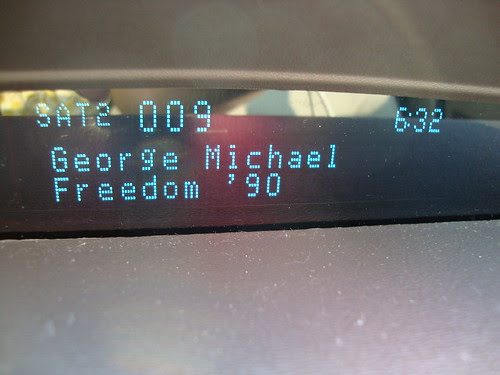 SAT2 009 6:32
George Michael
Freedom '90